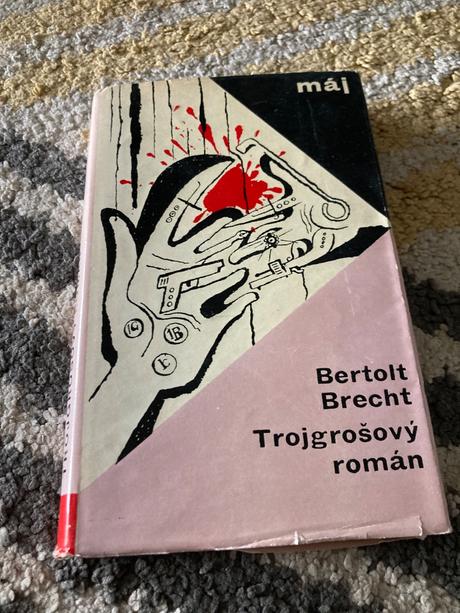 máj
Bertolt
Brecht
Trojgrošový
román